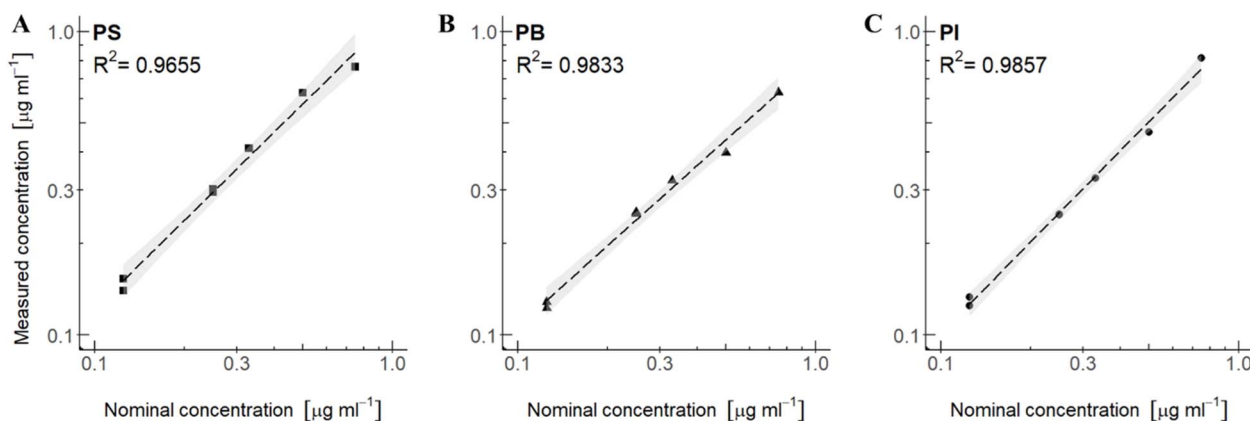 A
PS
R²= 0.9655
Measured concentration [µg ml⁻¹]
1.0
0.3
0.1
0.1
0.3
1.0
Nominal concentration [µg ml⁻¹]
B
PB
R²= 0.9833
1.0
0.3
0.1
0.1
0.3
1.0
Nominal concentration [µg ml⁻¹]
C
PI
R²= 0.9857
1.0
0.3
0.1
0.1
0.3
1.0
Nominal concentration [µg ml⁻¹]